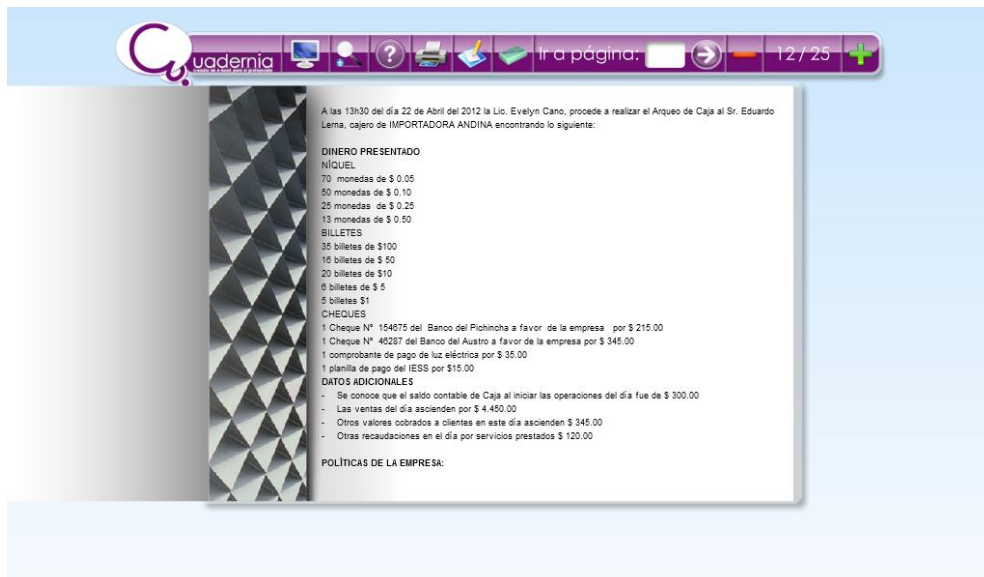 Cuadernia
Ir a página:
12/25
A las 13h30 del día 22 de Abril del 2012 la Lic. Evelyn Cano, procede a realizar el Arqueo de Caja al Sr. Eduardo
Lerna, cajero de IMPORTADORA ANDINA encontrando lo siguiente:
DINERO PRESENTADO
NÍQUEL
70 monedas de $ 0.05
50 monedas de $ 0.10
25 monedas de $ 0.25
13 monedas de $ 0.50
BILLETES
35 billetes de $100
16 billetes de $ 50
20 billetes de $10
6 billetes de $ 5
5 billetes $1
CHEQUES
1 Cheque Nº 154675 del Banco del Pichincha a favor de la empresa por $ 215.00
1 Cheque Nº 46287 del Banco del Austro a favor de la empresa por $ 345.00
1 comprobante de pago de luz eléctrica por $ 35.00
1 planilla de pago del IESS por $15.00
DATOS ADICIONALES
- Se conoce que el saldo contable de Caja al iniciar las operaciones del día fue de $ 300.00
- Las ventas del día ascienden por $ 4.450.00
- Otros valores cobrados a clientes en este día ascienden $ 345.00
- Otras recaudaciones en el día por servicios prestados $ 120.00
POLÍTICAS DE LA EMPRESA: